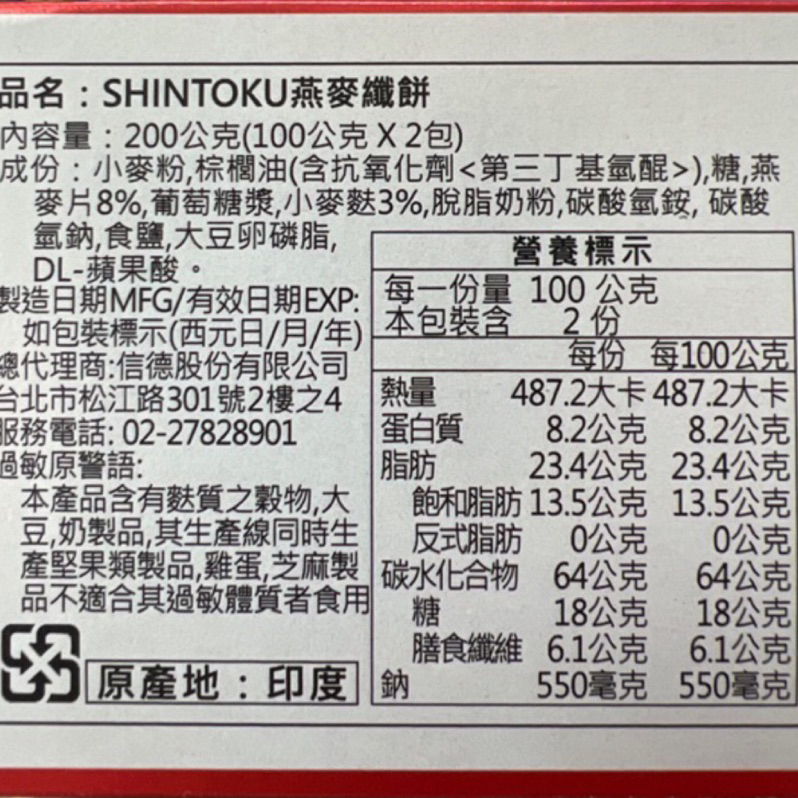 品名：SHINTOKU燕麥纖餅
內容量：200公克(100公克 X 2包)
成份：小麥粉,棕櫚油(含抗氧化劑<第三丁基氫醌>),糖,燕
麥片8%,葡萄糖漿,小麥麩3%,脫脂奶粉,碳酸氫銨, 碳酸
氫鈉,食鹽,大豆卵磷脂,
DL-蘋果酸。
製造日期MFG/有效日期EXP:
如包裝標示(西元日/月/年)
總代理商:信德股份有限公司
台北市松江路301號2樓之4
服務電話: 02-27828901
過敏原警語:
本產品含有麩質之穀物,大
豆,奶製品,其生產線同時生
產堅果類製品,雞蛋,芝麻製
品不適合其過敏體質者食用
原產地：印度
營養標示
每一份量 100 公克
本包裝含 2 份
每份 每100公克
熱量 487.2大卡 487.2大卡
蛋白質 8.2公克 8.2公克
脂肪 23.4公克 23.4公克
飽和脂肪 13.5公克 13.5公克
反式脂肪 0公克 0公克
碳水化合物 64公克 64公克
糖 18公克 18公克
膳食纖維 6.1公克 6.1公克
鈉 550毫克 550毫克